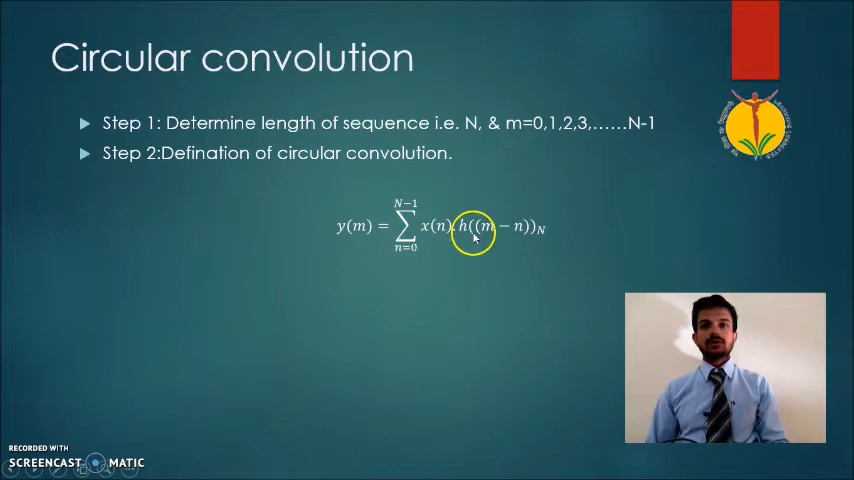 Circular convolution
Step 1: Determine length of sequence i.e. N, & m=0,1,2,3,……N-1
Step 2:Defination of circular convolution.
y(m) = ∑_{n=0}^{N−1} x(n).h((m − n))_N
RECORDED WITH
SCREENCAST MATIC